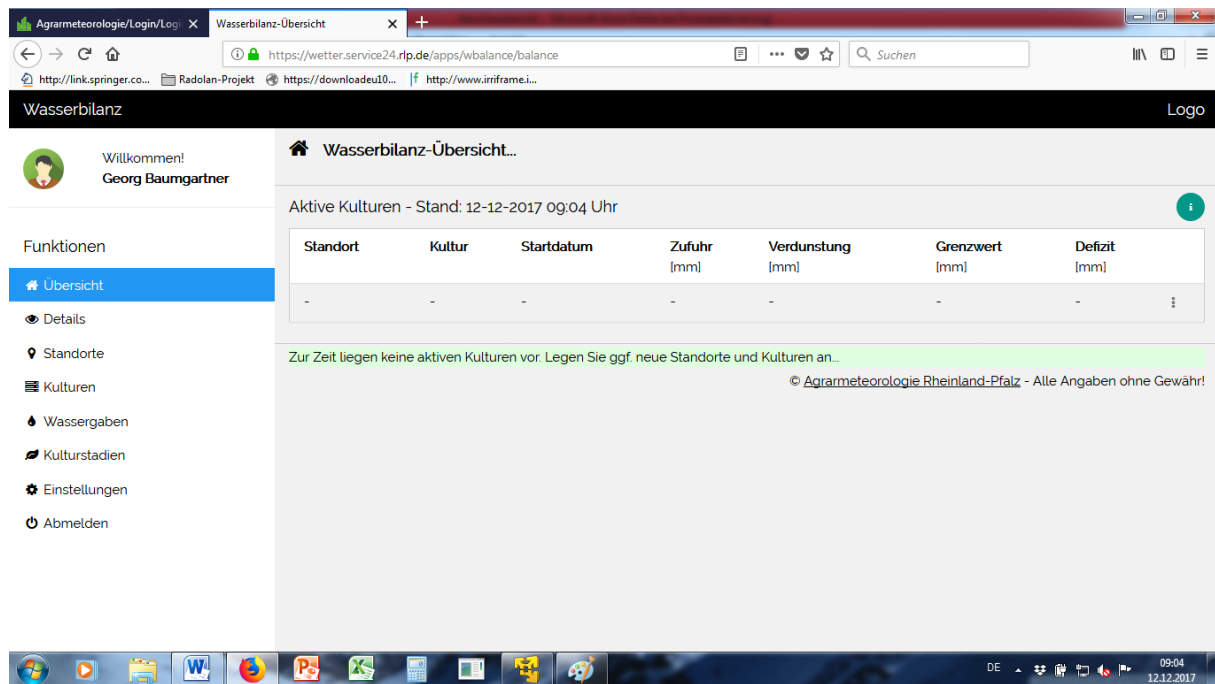 Agrarmeteorologie/Login/Logi
Wasserbilanz-Übersicht
https://wetter.service24.rlp.de/apps/wbalance/balance
Suchen
http://link.springer.co...
Radolan-Projekt
https://downloadeu10...
http://www.irriframe.i...
Wasserbilanz
Logo
Willkommen!
Georg Baumgartner
Funktionen
Übersicht
Details
Standorte
Kulturen
Wassergaben
Kulturstadien
Einstellungen
Abmelden
Wasserbilanz-Übersicht...
Aktive Kulturen - Stand: 12-12-2017 09:04 Uhr
Standort Kultur Startdatum Zufuhr Verdunstung Grenzwert Defizit
[mm] [mm] [mm] [mm]
- - - - - - -
Zur Zeit liegen keine aktiven Kulturen vor. Legen Sie ggf. neue Standorte und Kulturen an...
© Agrarmeteorologie Rheinland-Pfalz - Alle Angaben ohne Gewähr!
DE
09:04
12.12.2017